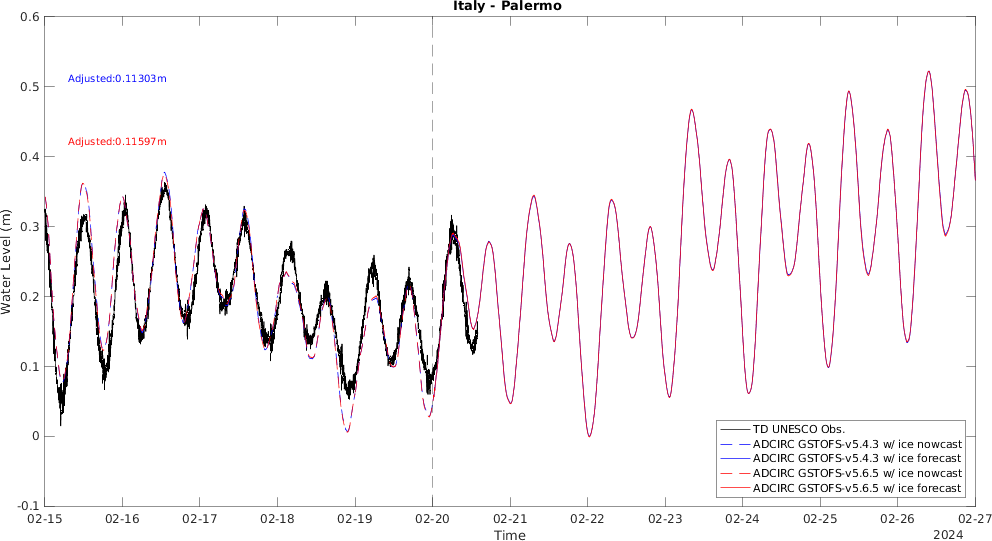 Italy - Palermo
0.6
0.5
0.4
0.3
0.2
0.1
0
-0.1
Water Level (m)
Adjusted:0.11303m
Adjusted:0.11597m
TD UNESCO Obs.
ADCIRC GSTOFS-v5.4.3 w/ ice nowcast
ADCIRC GSTOFS-v5.4.3 w/ ice forecast
ADCIRC GSTOFS-v5.6.5 w/ ice nowcast
ADCIRC GSTOFS-v5.6.5 w/ ice forecast
02-15 02-16 02-17 02-18 02-19 02-20 02-21 02-22 02-23 02-24 02-25 02-26 02-27
Time
2024